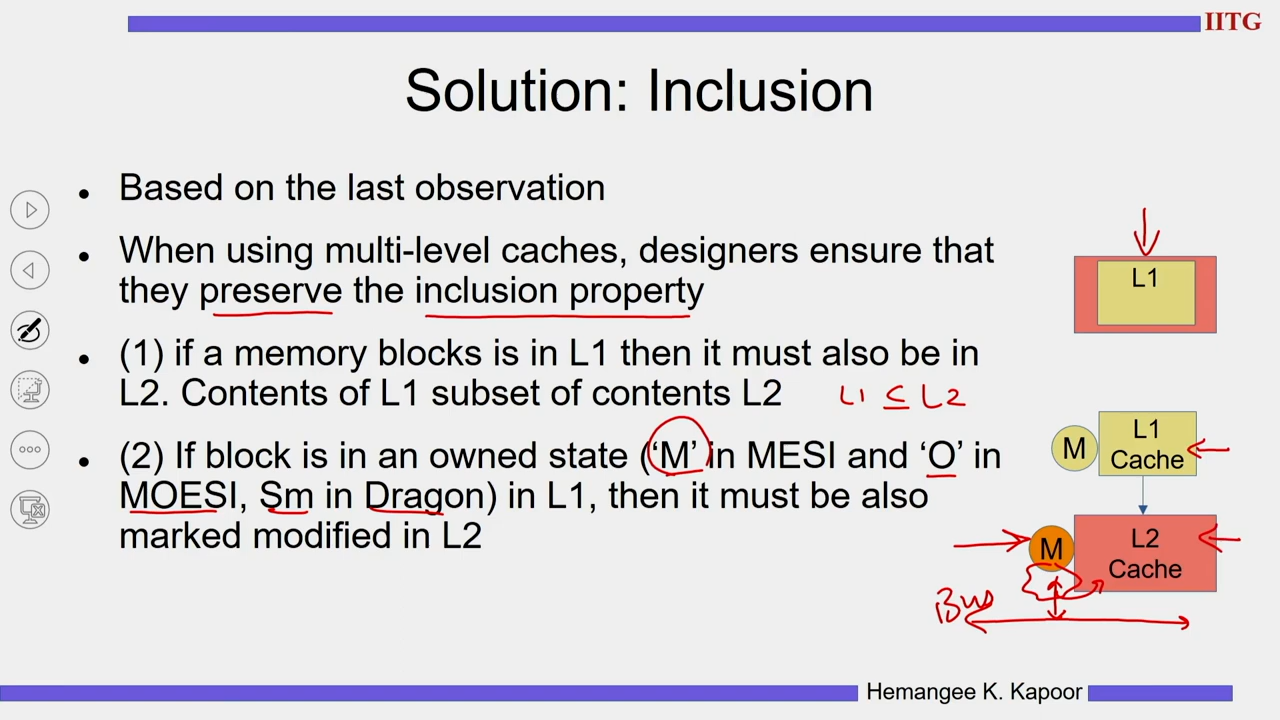 IITG
Solution: Inclusion
Based on the last observation
When using multi-level caches, designers ensure that
they preserve the inclusion property
(1) if a memory blocks is in L1 then it must also be in
L2. Contents of L1 subset of contents L2
L1 ⊆ L2
(2) If block is in an owned state (‘M’ in MESI and ‘O’ in
MOESI, Sm in Dragon) in L1, then it must be also
marked modified in L2
L1
M
L1
Cache
M
L2
Cache
Bus
Hemangee K. Kapoor